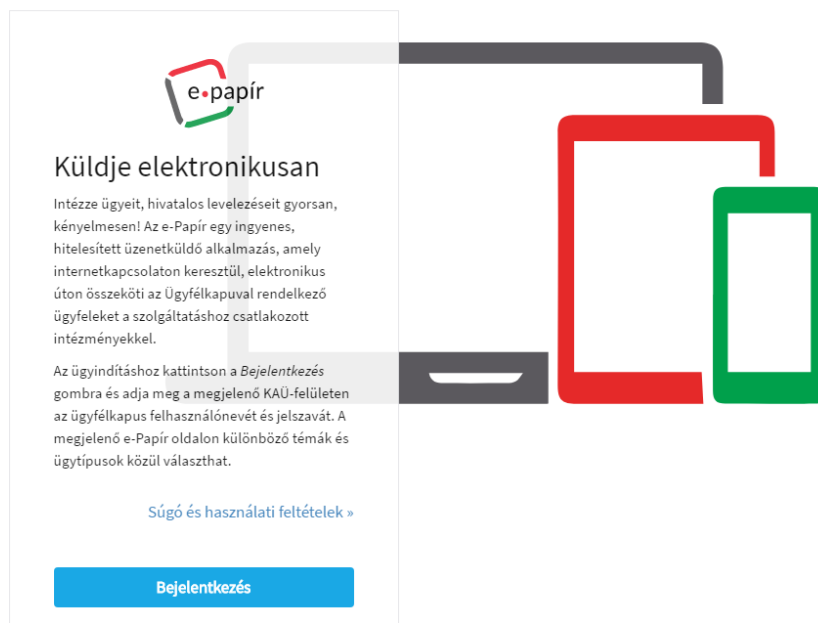 e•papír
Küldje elektronikusan
Intézze ügyeit, hivatalos levelezéseit gyorsan,
kényelmesen! Az e-Papír egy ingyenes,
hitelesített üzenetküldő alkalmazás, amely
internetkapcsolaton keresztül, elektronikus
úton összeköti az Ügyfélkapuval rendelkező
ügyfeleket a szolgáltatáshoz csatlakozott
intézményekkel.
Az ügyindításhoz kattintson a Bejelentkezés
gombra és adja meg a megjelenő KAÜ-felületen
az ügyfélkapus felhasználónevét és jelszavát. A
megjelenő e-Papír oldalon különböző témák és
ügytípusok közül választhat.
Súgó és használati feltételek »
Bejelentkezés